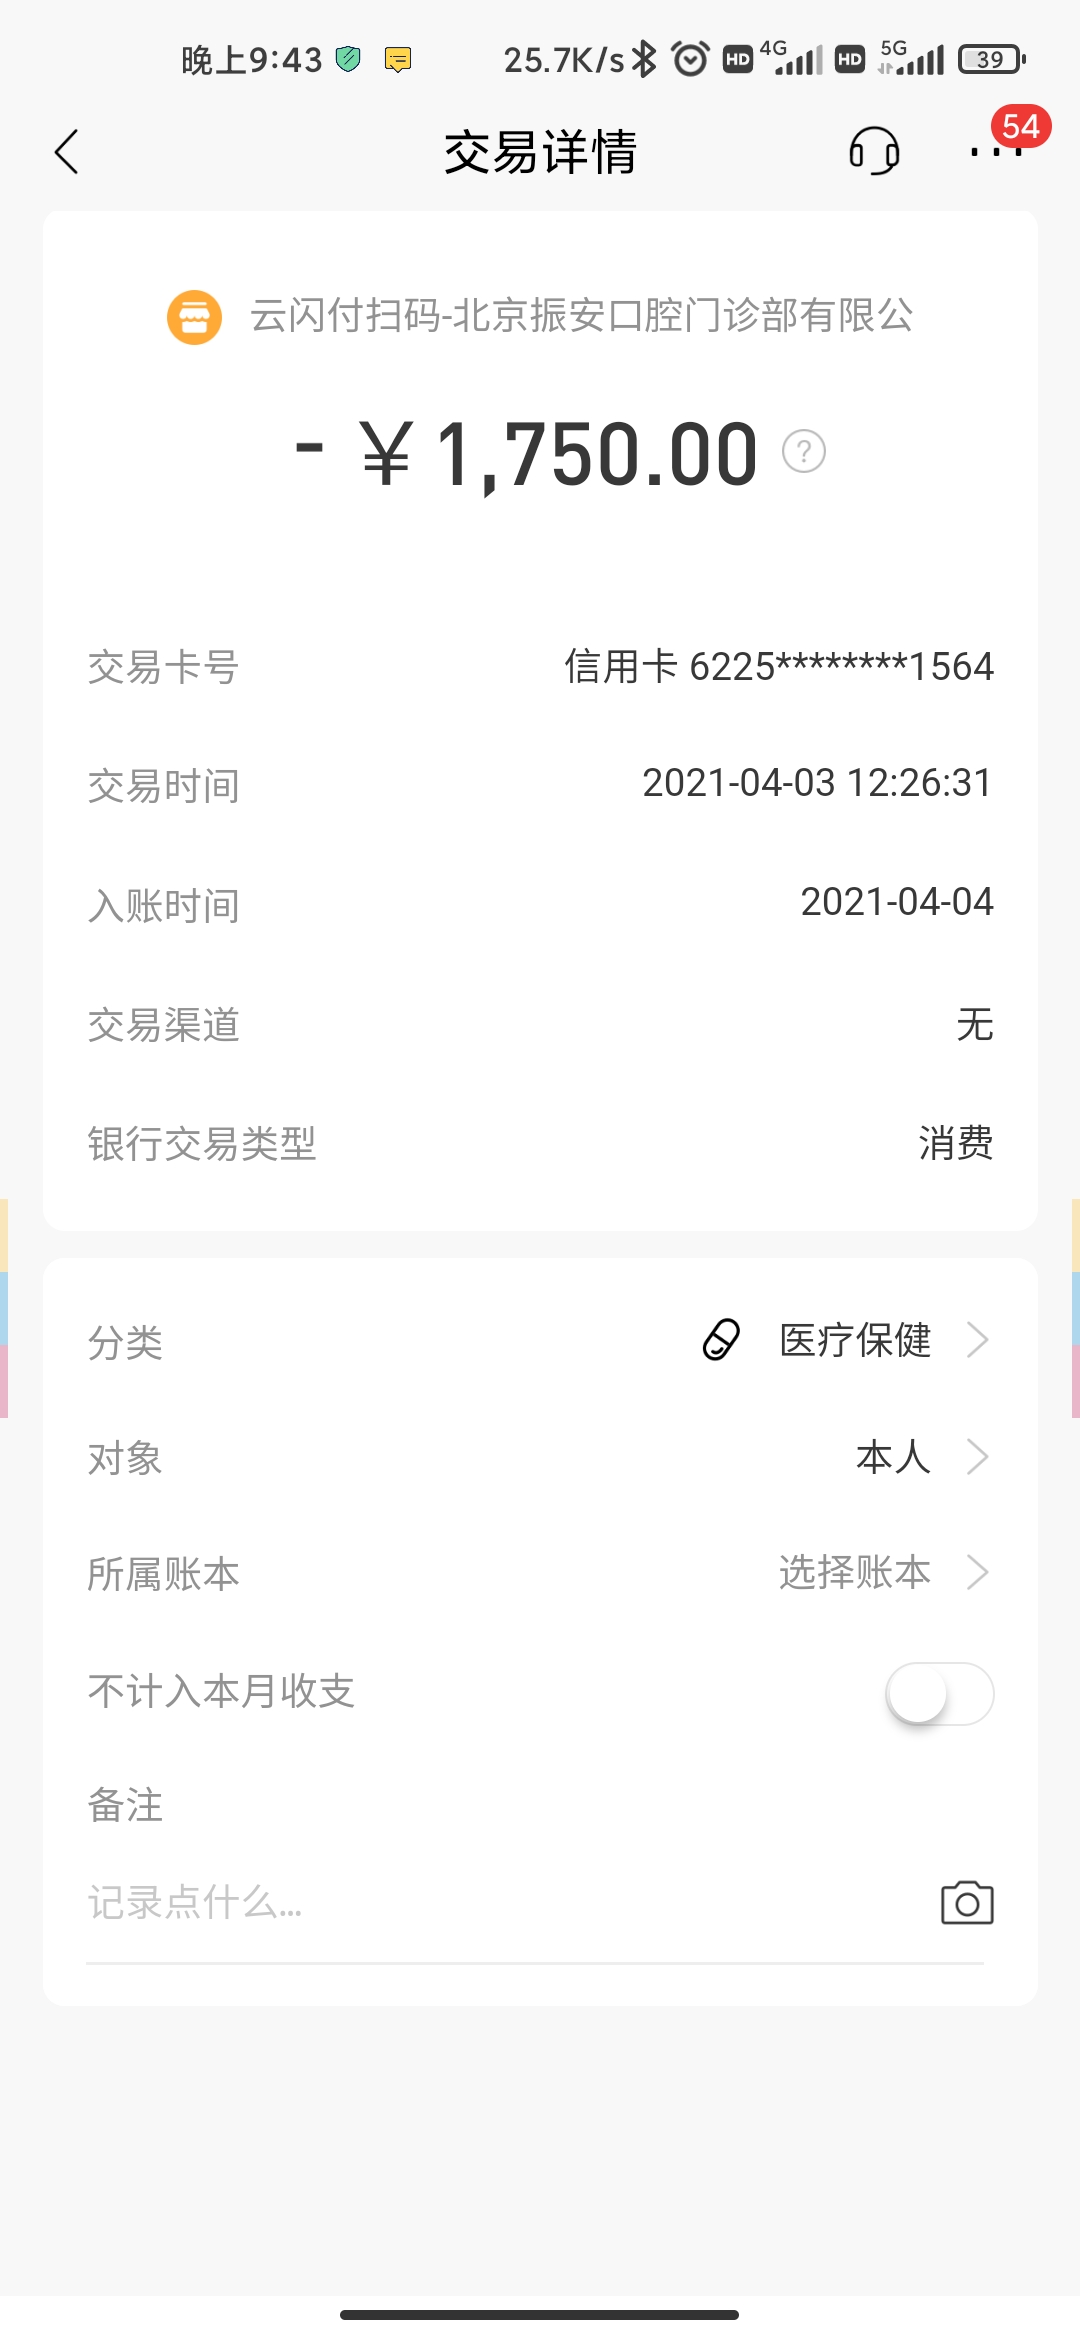 晚上9:43 25.7K/s HD 4G HD 5G 39
交易详情 54
云闪付扫码-北京振安口腔门诊部有限公
- ¥1,750.00 ?
交易卡号 信用卡 6225********1564
交易时间 2021-04-03 12:26:31
入账时间 2021-04-04
交易渠道 无
银行交易类型 消费
分类 医疗保健
对象 本人
所属账本 选择账本
不计入本月收支
备注
记录点什么...